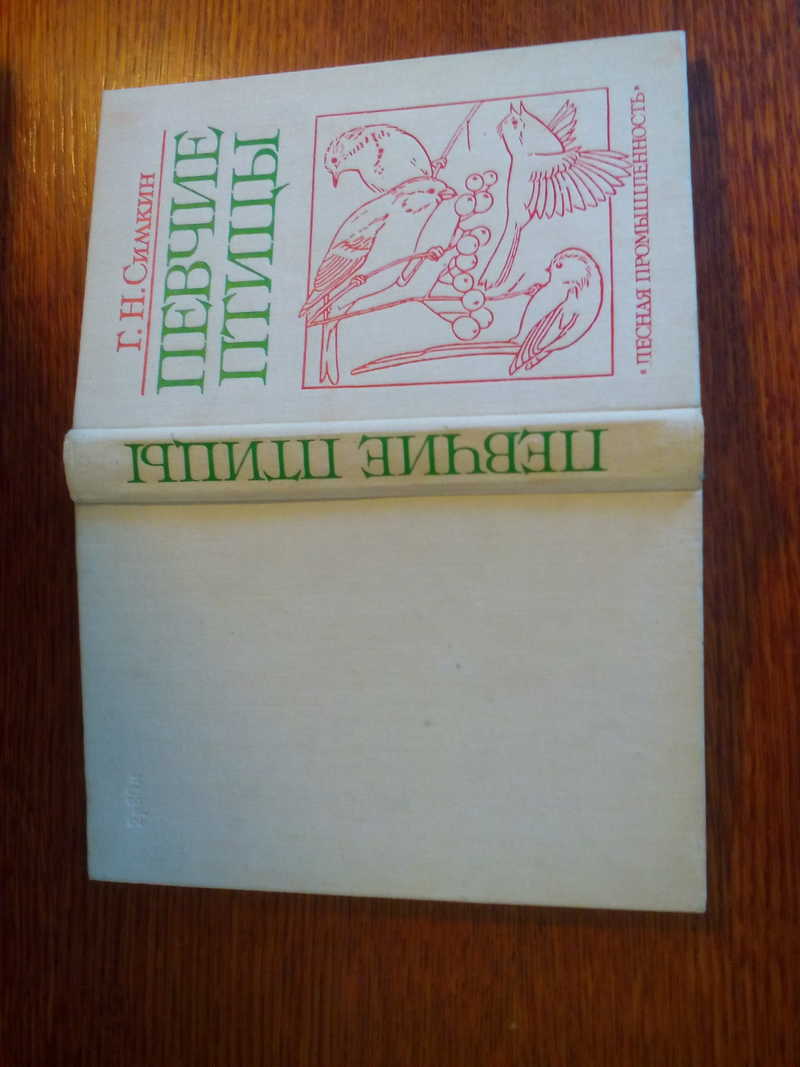 Г. Н. Симкин
ПЕВЧИЕ
ПТИЦЫ
«ЛЕСНАЯ ПРОМЫШЛЕННОСТЬ»
ПЕВЧИЕ ПТИЦЫ